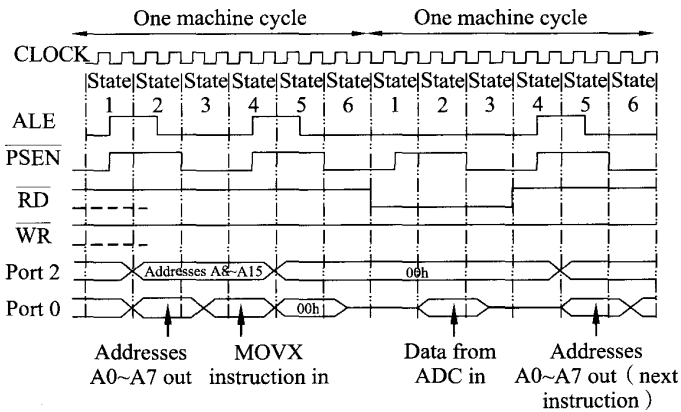 One machine cycle One machine cycle
CLOCK
State State State State State State State State State State State State
1 2 3 4 5 6 1 2 3 4 5 6
ALE
PSEN
RD
WR
Port 2 Addresses A&~A15 00h
Port 0 00h
Addresses MOVX Data from Addresses
A0~A7 out instruction in ADC in A0~A7 out ( next
instruction )